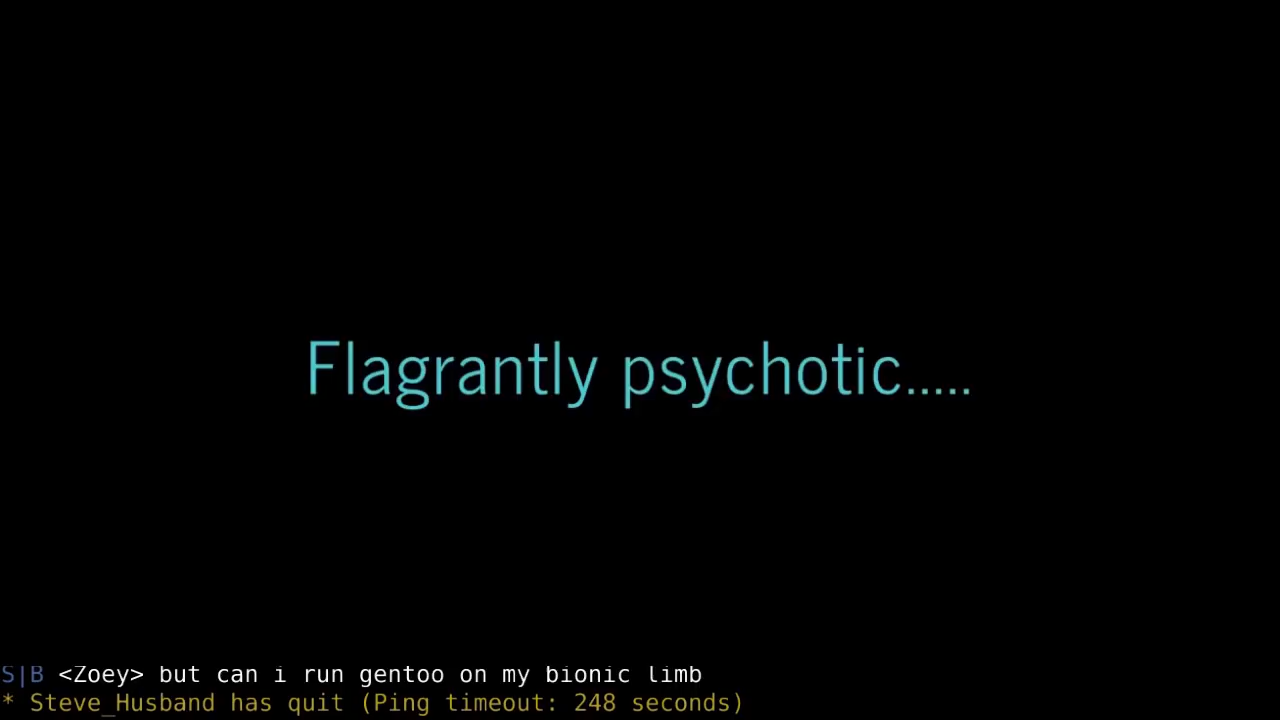 Flagrantly psychotic.....
S|B <Zoey> but can i run gentoo on my bionic limb
* Steve_Husband has quit (Ping timeout: 248 seconds)